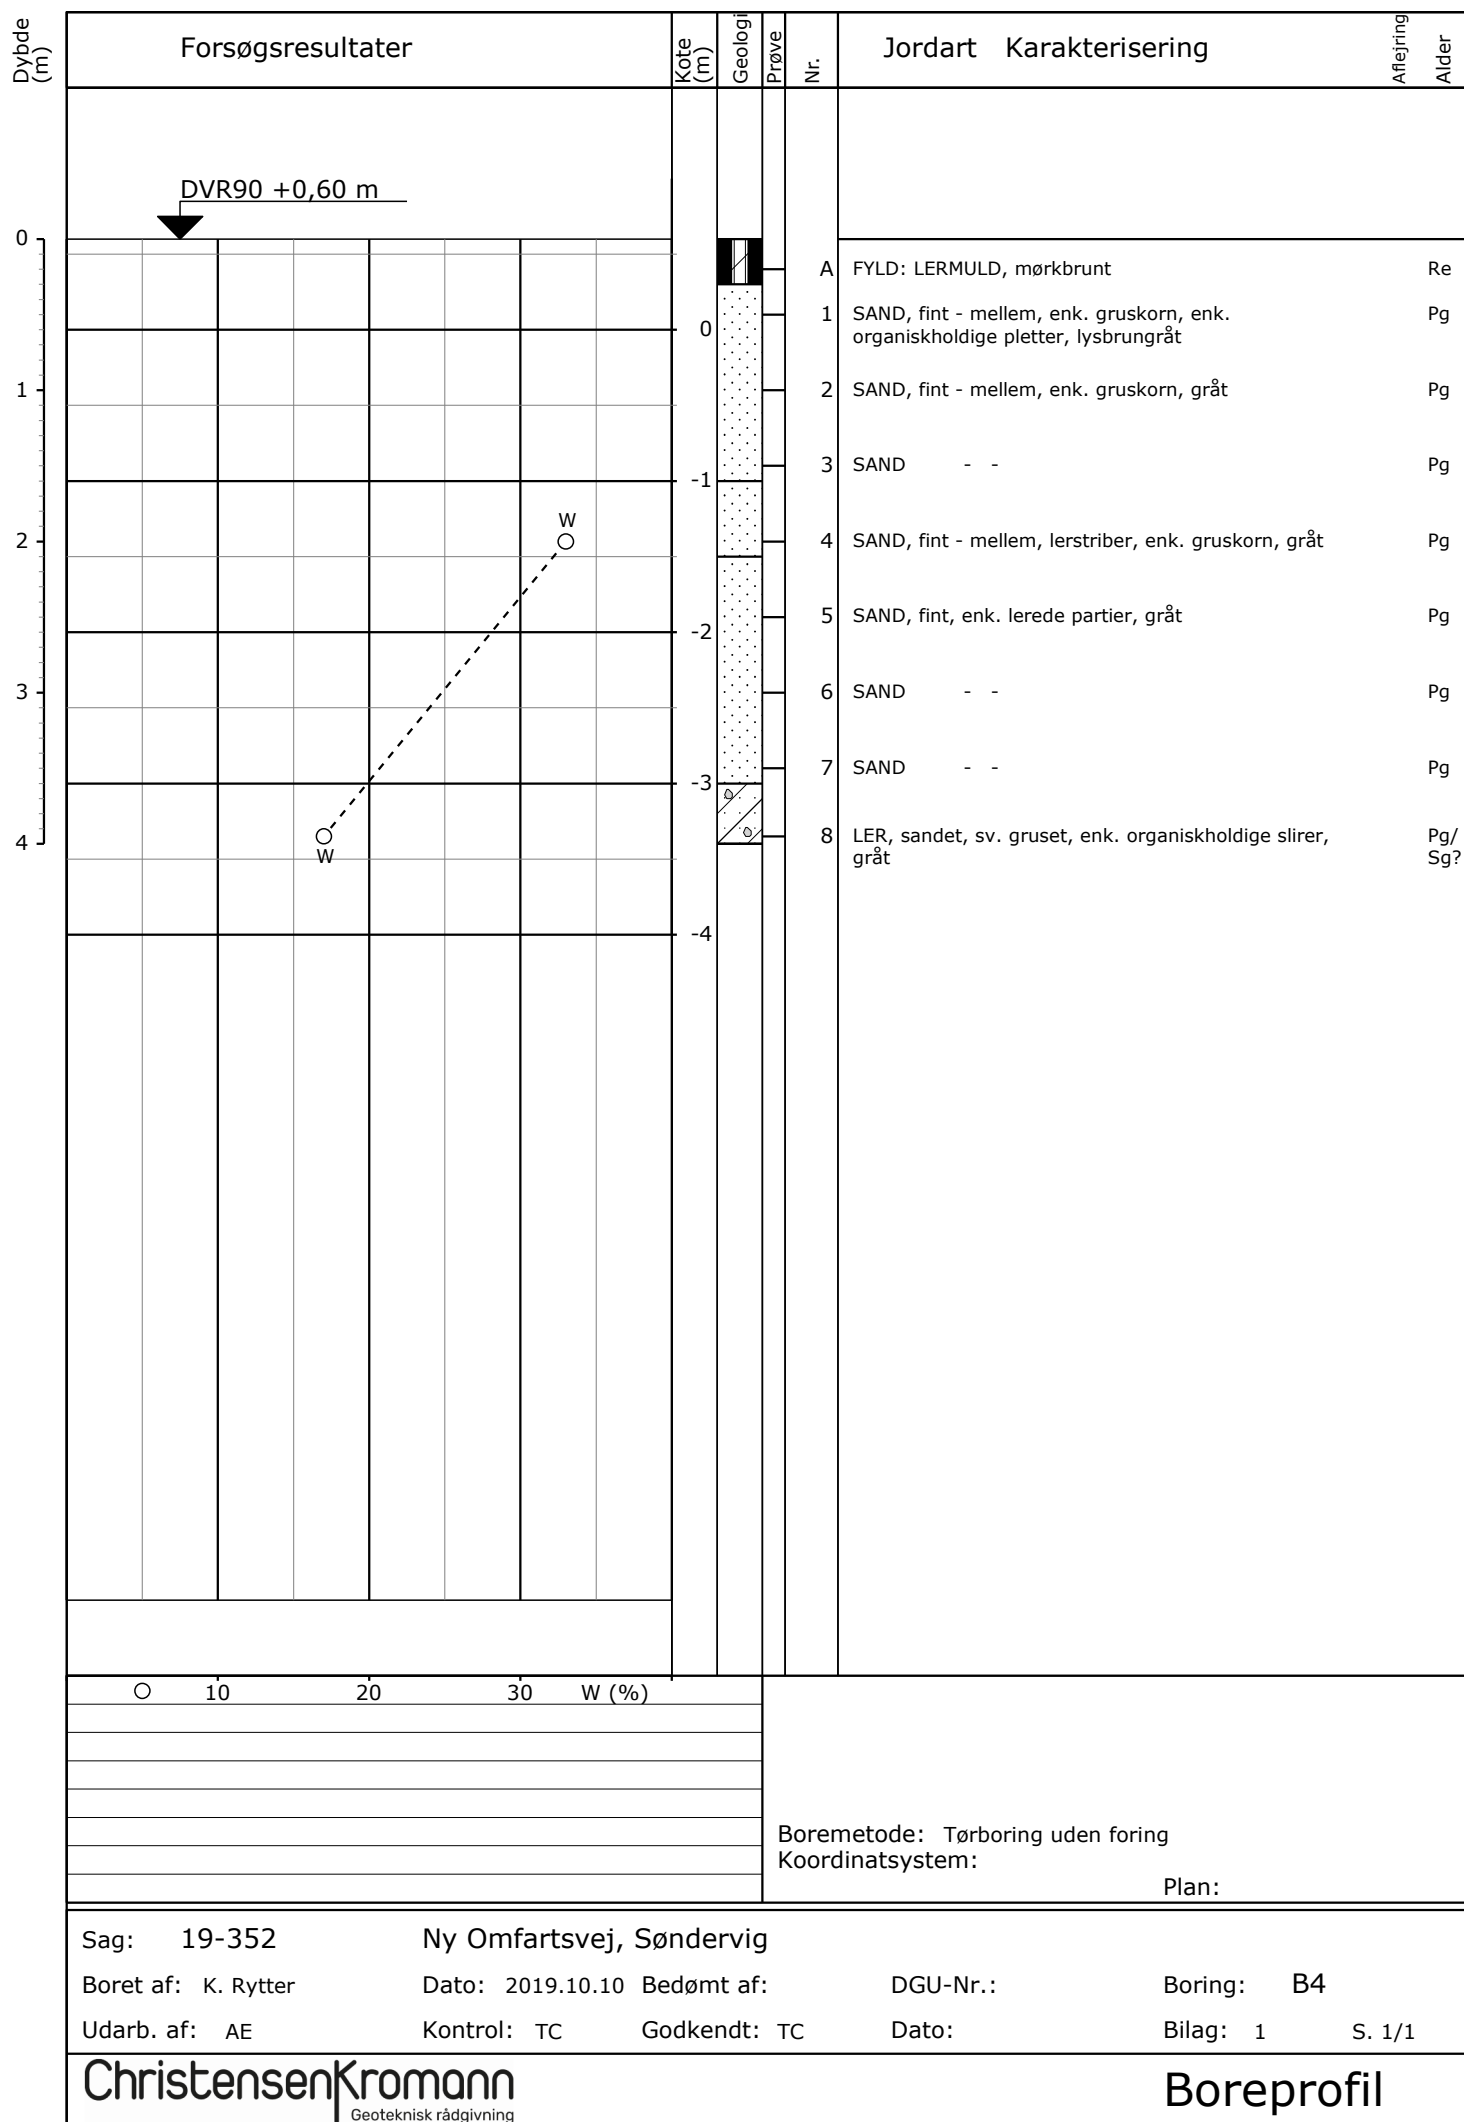 Dybde (m)
Forsøgsresultater
Kote (m)
Geologi
Prøve
Nr.
Jordart Karakterisering
Aflejring
Alder
DVR90 +0,60 m
0
A FYLD: LERMULD, mørkbrunt Re
1 SAND, fint - mellem, enk. gruskorn, enk. Pg
organiskholdige pletter, lysbrungråt
0
1
2 SAND, fint - mellem, enk. gruskorn, gråt Pg
3 SAND - - Pg
-1
W
2
4 SAND, fint - mellem, lerstriber, enk. gruskorn, gråt Pg
5 SAND, fint, enk. lerede partier, gråt Pg
-2
3
6 SAND - - Pg
7 SAND - - Pg
-3
4
8 LER, sandet, sv. gruset, enk. organiskholdige slirer, Pg/
gråt Sg?
W
-4
10 20 30 W (%)
Boremetode: Tørboring uden foring
Koordinatsystem:
Plan:
Sag: 19-352 Ny Omfartsvej, Søndervig
Boret af: K. Rytter Dato: 2019.10.10 Bedømt af: DGU-Nr.: Boring: B4
Udarb. af: AE Kontrol: TC Godkendt: TC Dato: Bilag: 1 S. 1/1
ChristensenKromann
Geoteknisk rådgivning
Boreprofil